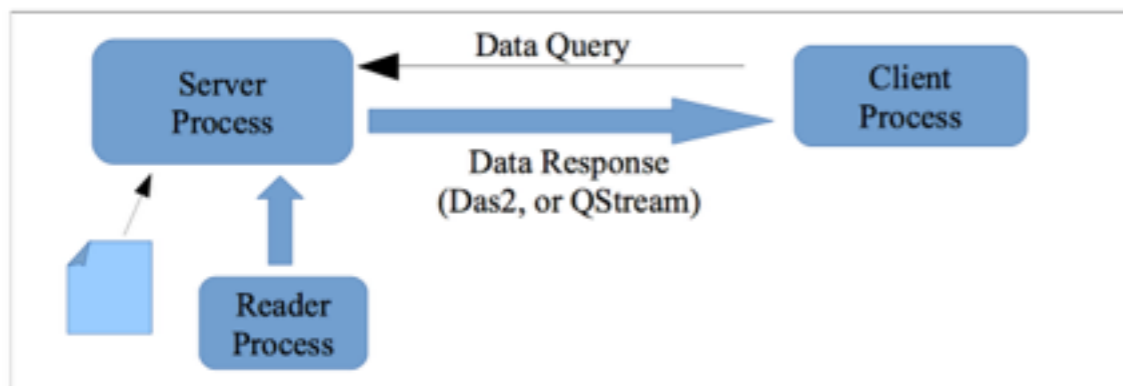 Server
Process
Data Query
Client
Process
Data Response
(Das2, or QStream)
Reader
Process